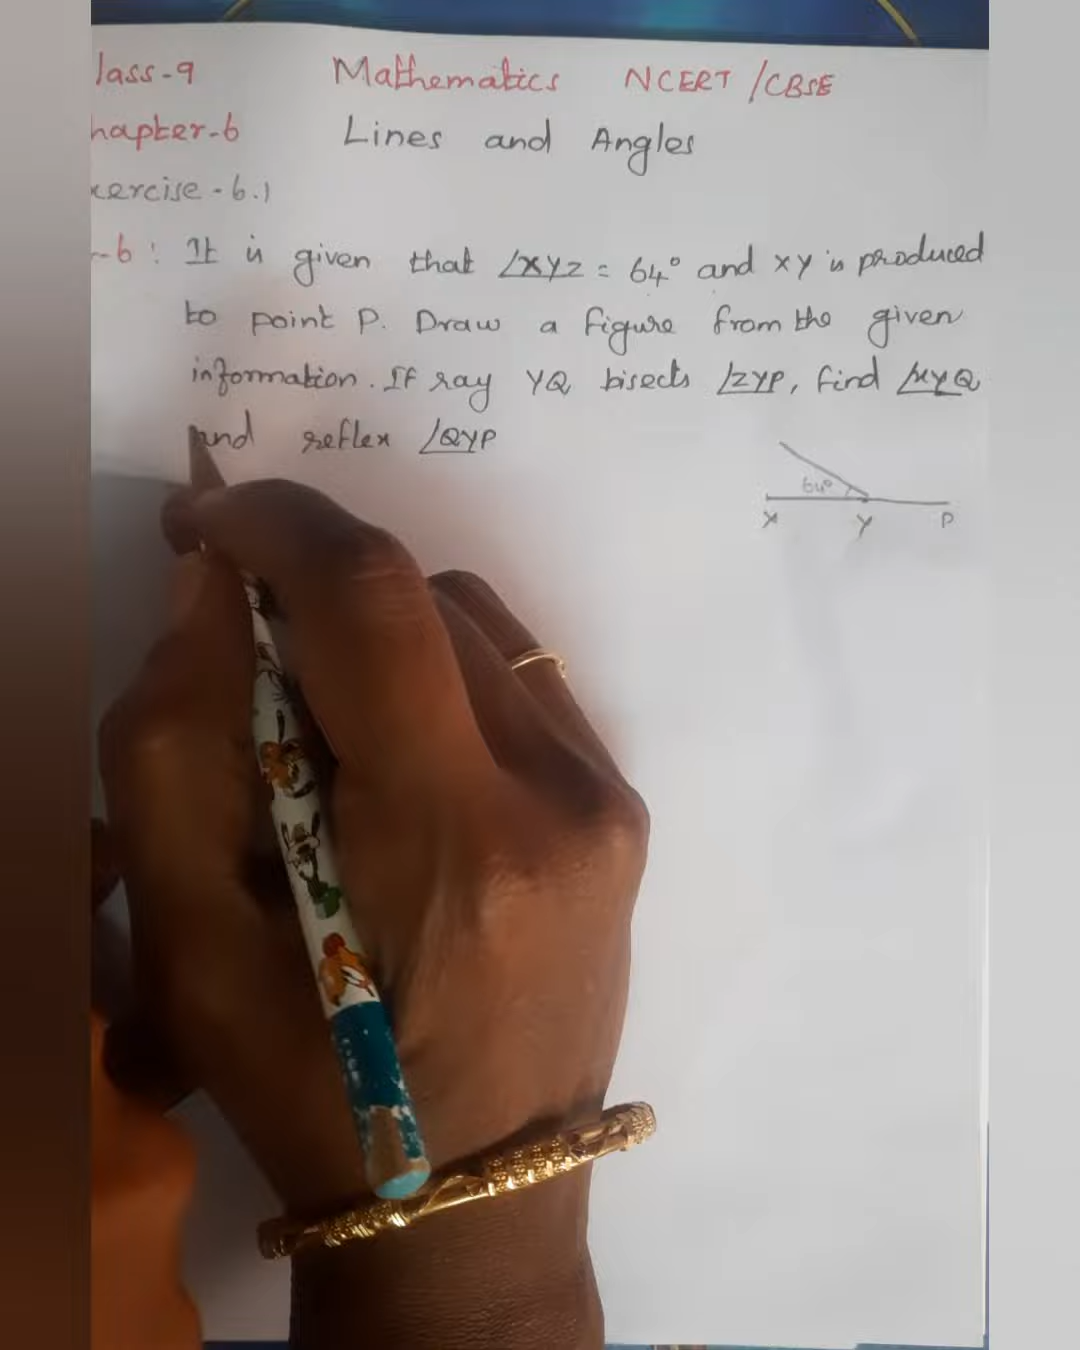 lass-9 Mathematics NCERT / CBSE
hapter-6 Lines and Angles
xercise-6.1
-6: It is given that ∠XYZ = 64° and XY is produced
to point P. Draw a figure from the given
information. If ray YQ bisects ∠ZYP, find ∠XYQ
and reflex ∠QYP
64°
X Y P